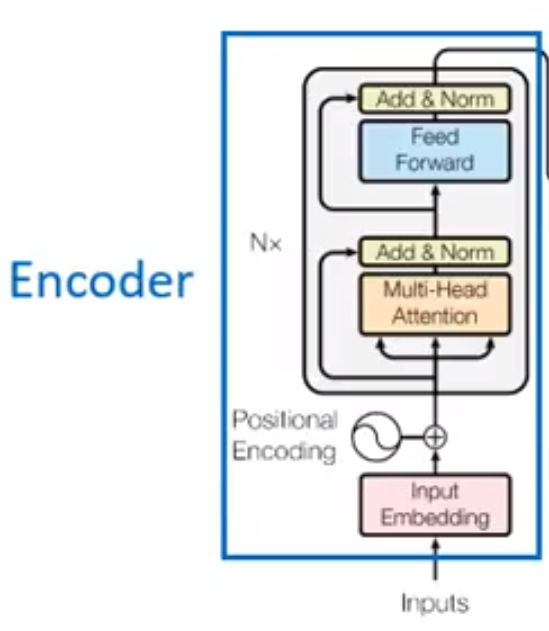 Add & Norm
Feed
Forward
Nx
Add & Norm
Encoder
Multi-Head
Attention
Positional
Encoding
Input
Embedding
Inputs